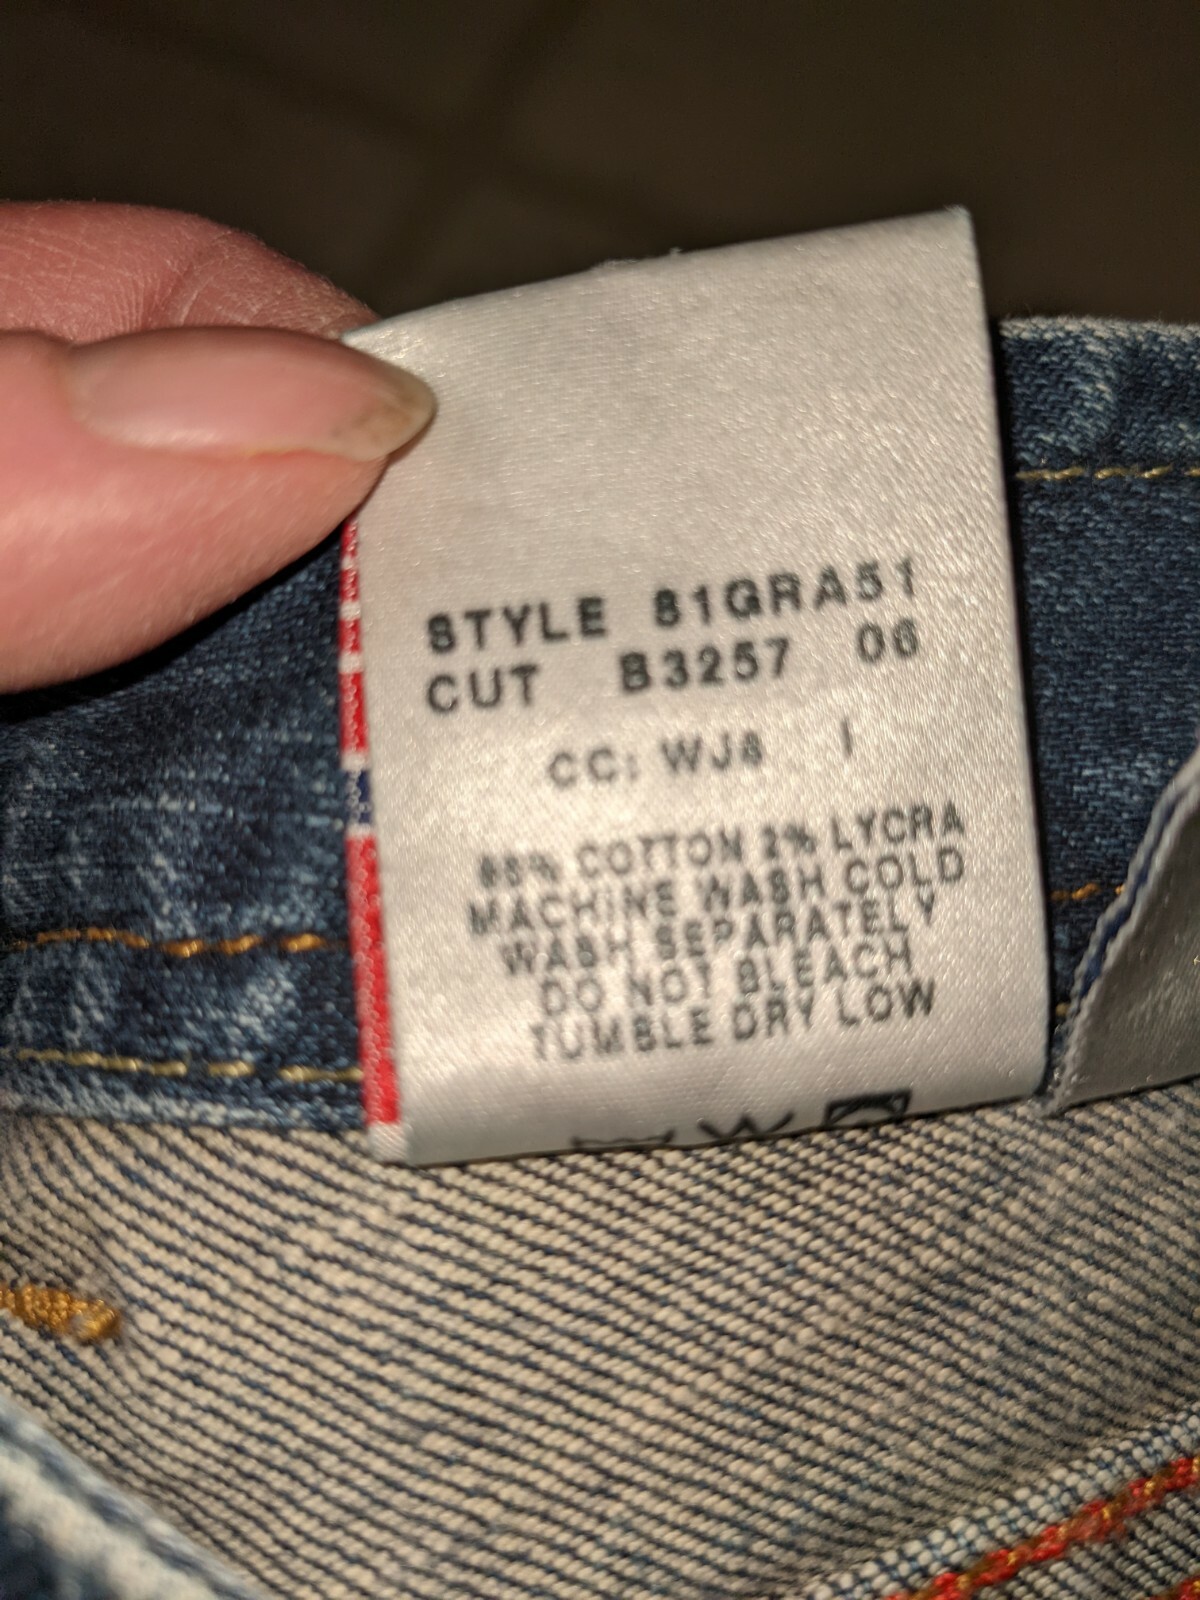 STYLE 81GRA51
CUT B3257 06
CC: WJ8 I
COTTON 2% LYCRA
MACHINE WASH COLD
WASH SEPARATELY
DO NOT BLEACH
TUMBLE DRY LOW